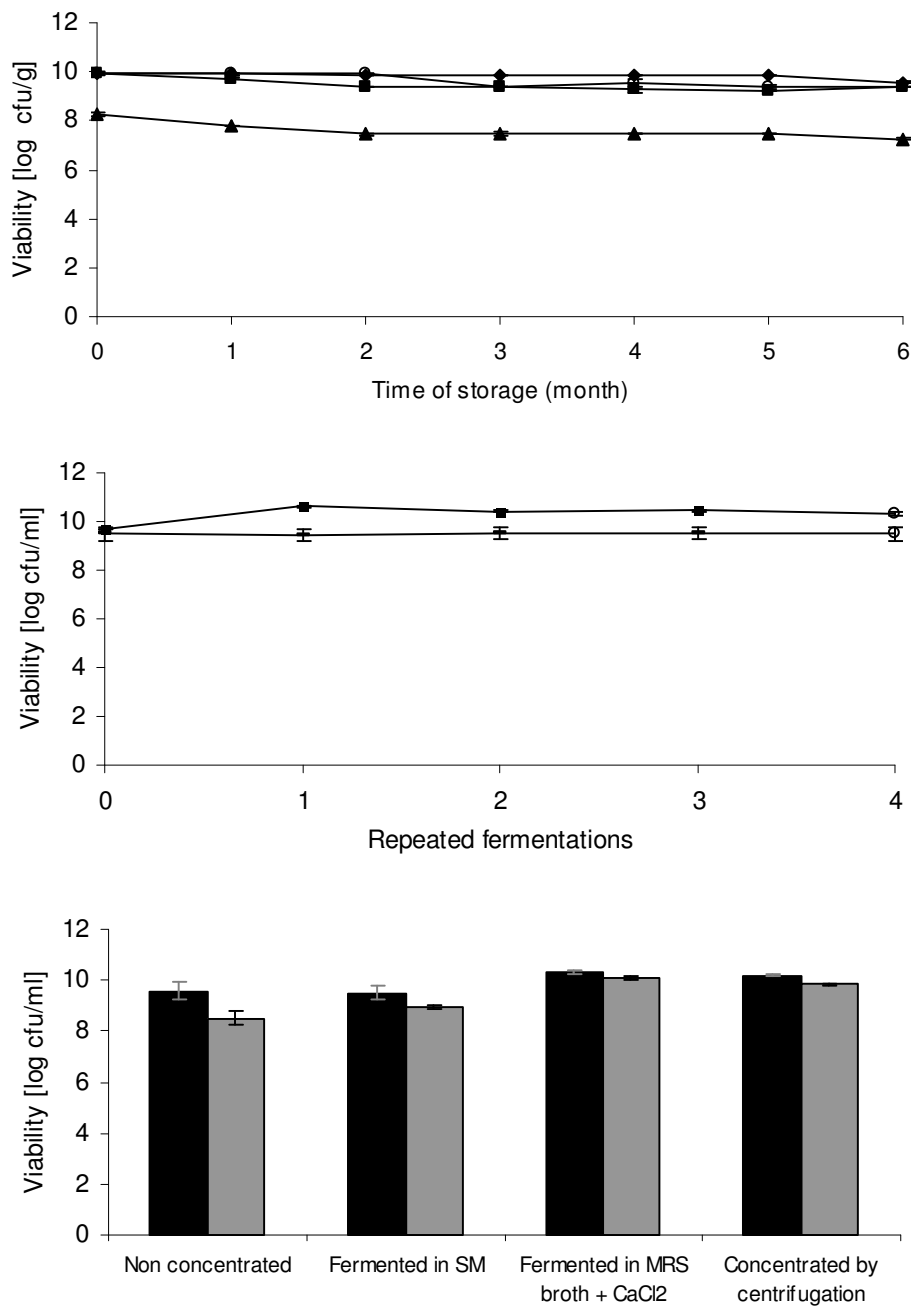 12
10
8
6
4
2
0
Viability [log cfu/g]
0 1 2 3 4 5 6
Time of storage (month)
12
10
8
6
4
2
0
Viability [log cfu/ml]
0 1 2 3 4
Repeated fermentations
12
10
8
6
4
2
0
Viability [log cfu/ml]
Non concentrated Fermented in SM Fermented in MRS Concentrated by
broth + CaCl2 centrifugation